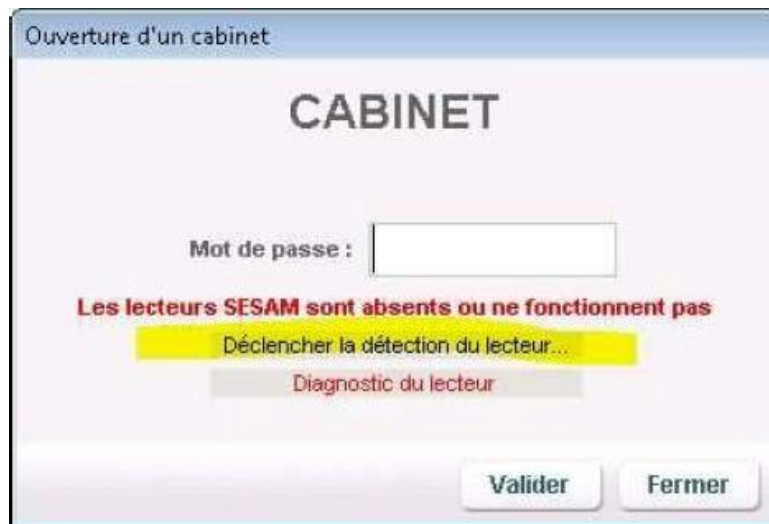 Ouverture d'un cabinet
CABINET
Mot de passe :
Les lecteurs SESAM sont absents ou ne fonctionnent pas
Déclencher la détection du lecteur...
Diagnostic du lecteur
Valider Fermer